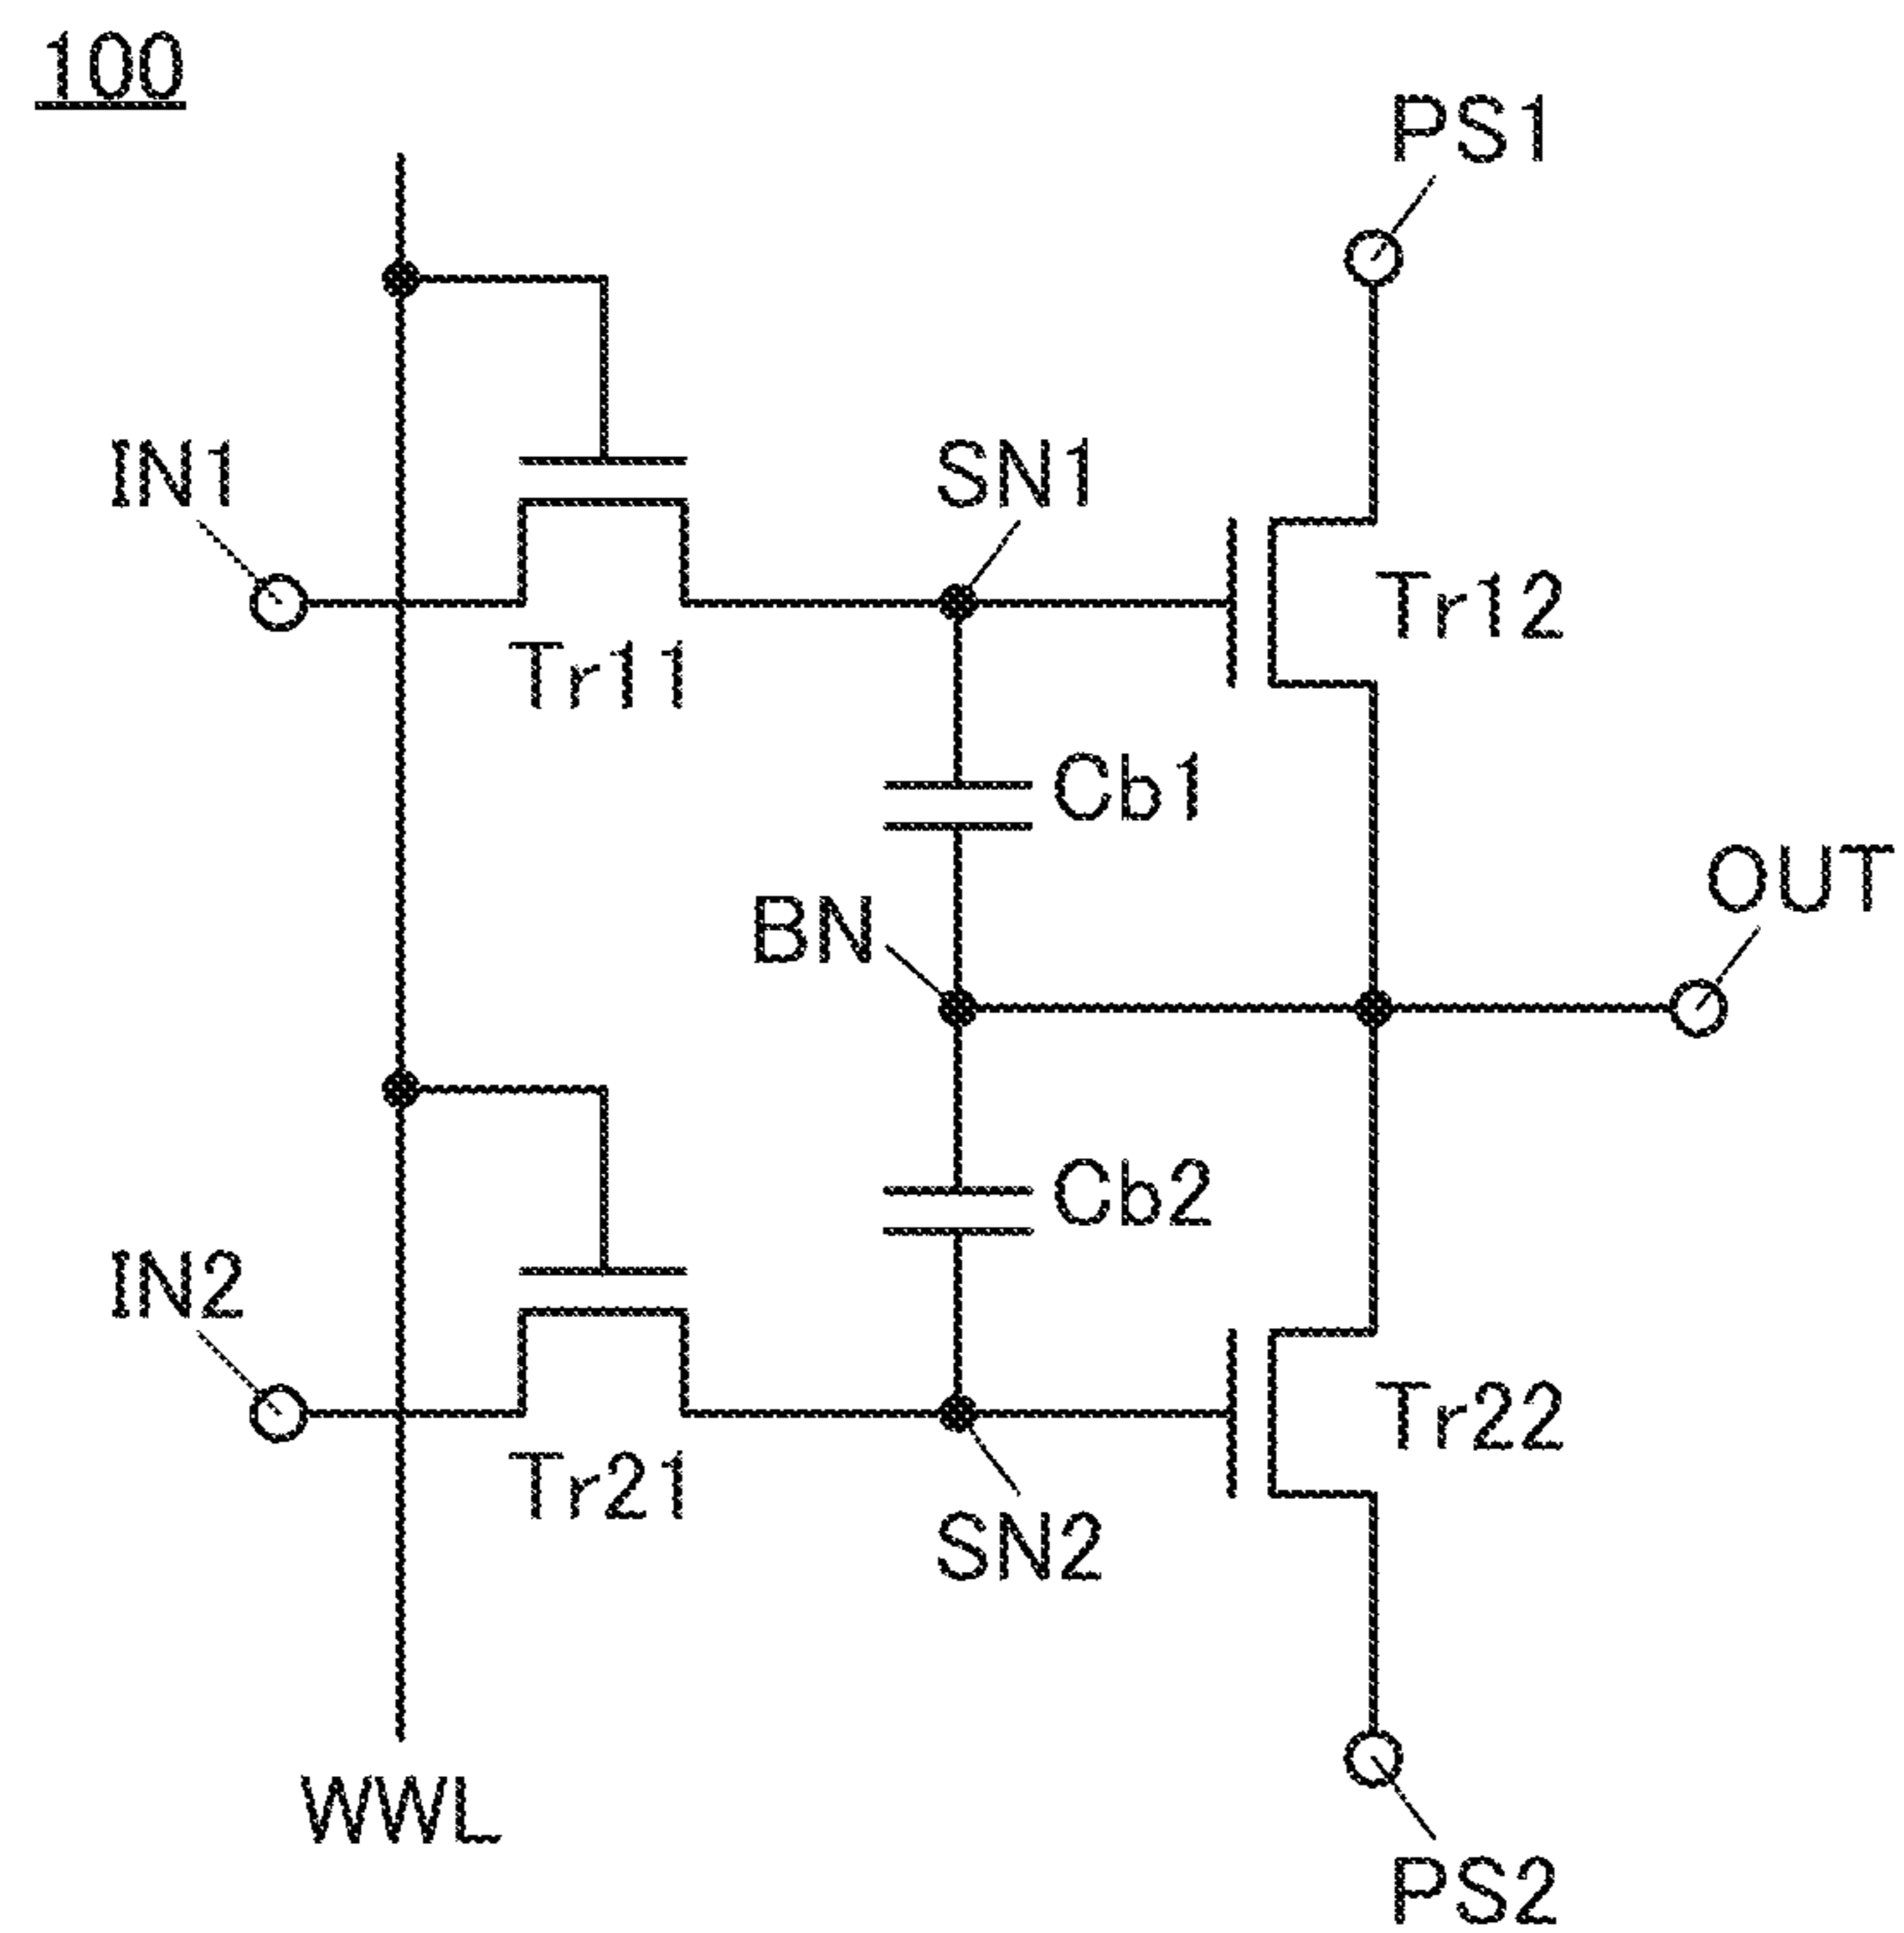 100
PS1
IN1
SN1
Tr12
Tr11
Cb1
OUT
BN
Cb2
IN2
Tr22
Tr21
SN2
WWL
PS2